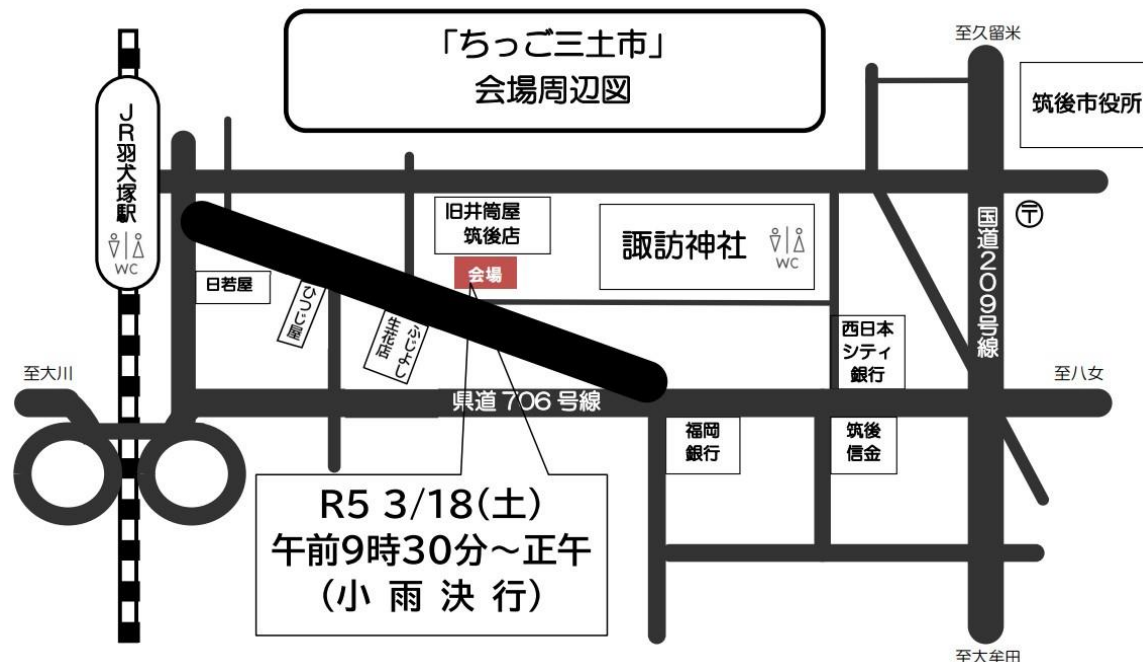 「ちっご三土市」
会場周辺図
至久留米
筑後市役所
JR羽犬塚駅
WC
旧井筒屋
筑後店
会場
諏訪神社
WC
〒
国道209号線
日若屋
ひつじ屋
ふじよし
生花店
西日本
シティ
銀行
至大川
至八女
県道706号線
福岡
銀行
筑後
信金
R5 3/18(土)
午前9時30分～正午
(小雨決行)
至大牟田